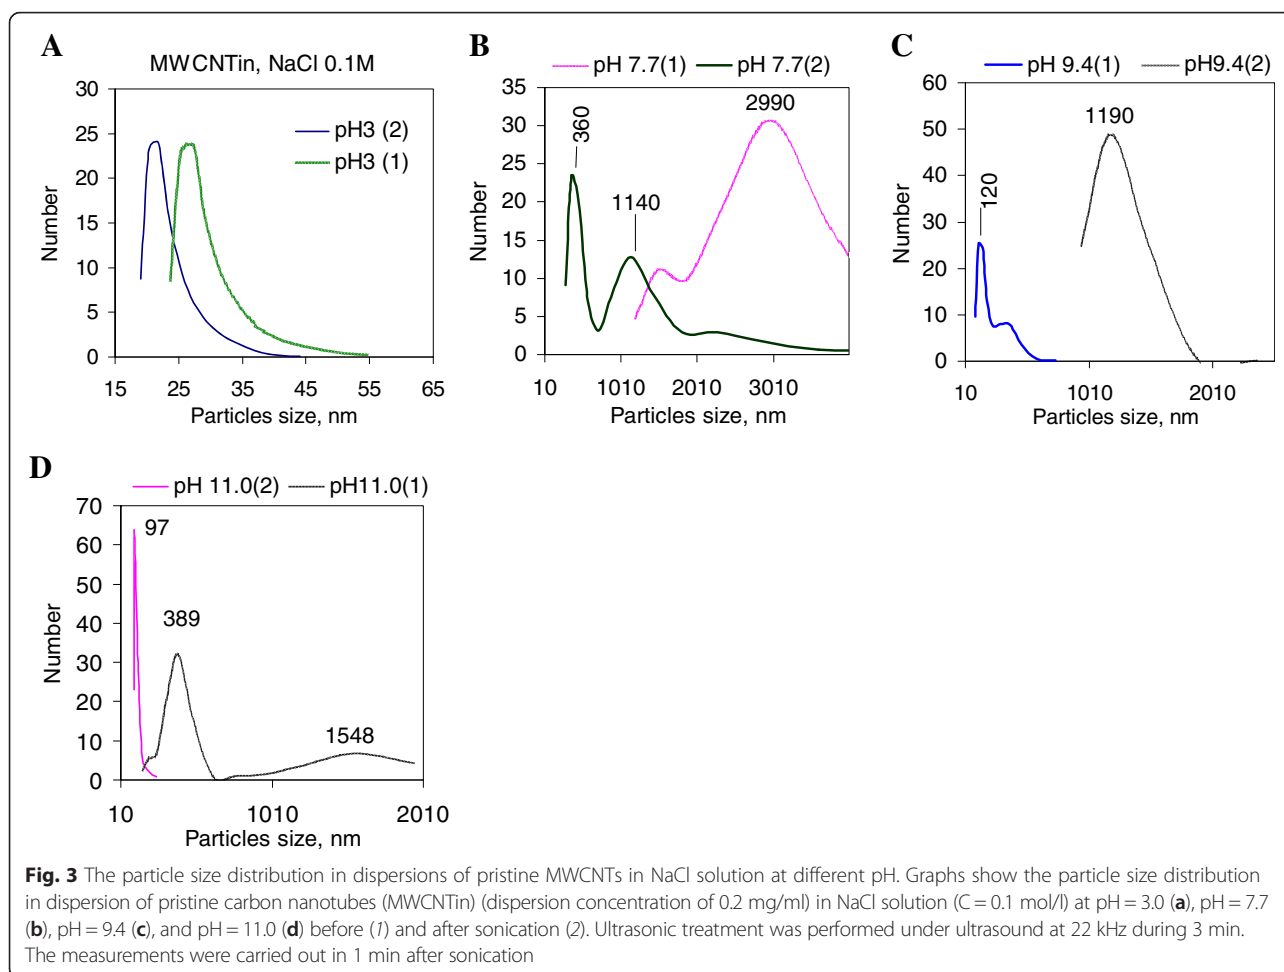 A
MWCNTin, NaCl 0.1M
30
25
20
15
10
5
0
Number
pH3 (2)
pH3 (1)
15 25 35 45 55 65
Particles size, nm
B
pH 7.7(1) pH 7.7(2)
35
30
25
20
15
10
5
0
Number
360
1140
2990
10 1010 2010 3010
Particles size, nm
C
pH 9.4(1) pH9.4(2)
60
50
40
30
20
10
0
Number
120
1190
10 1010 2010
Particles size, nm
D
pH 11.0(2) pH11.0(1)
70
60
50
40
30
20
10
0
Number
97
389
1548
10 1010 2010
Particles size, nm
Fig. 3 The particle size distribution in dispersions of pristine MWCNTs in NaCl solution at different pH. Graphs show the particle size distribution
in dispersion of pristine carbon nanotubes (MWCNTin) (dispersion concentration of 0.2 mg/ml) in NaCl solution (C = 0.1 mol/l) at pH = 3.0 (a), pH = 7.7
(b), pH = 9.4 (c), and pH = 11.0 (d) before (1) and after sonication (2). Ultrasonic treatment was performed under ultrasound at 22 kHz during 3 min.
The measurements were carried out in 1 min after sonication